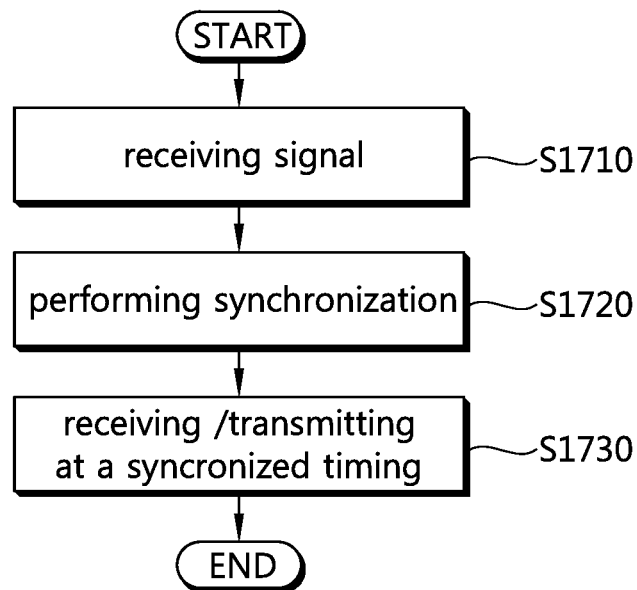 START
receiving signal
S1710
performing synchronization
S1720
receiving /transmitting
at a syncronized timing
S1730
END